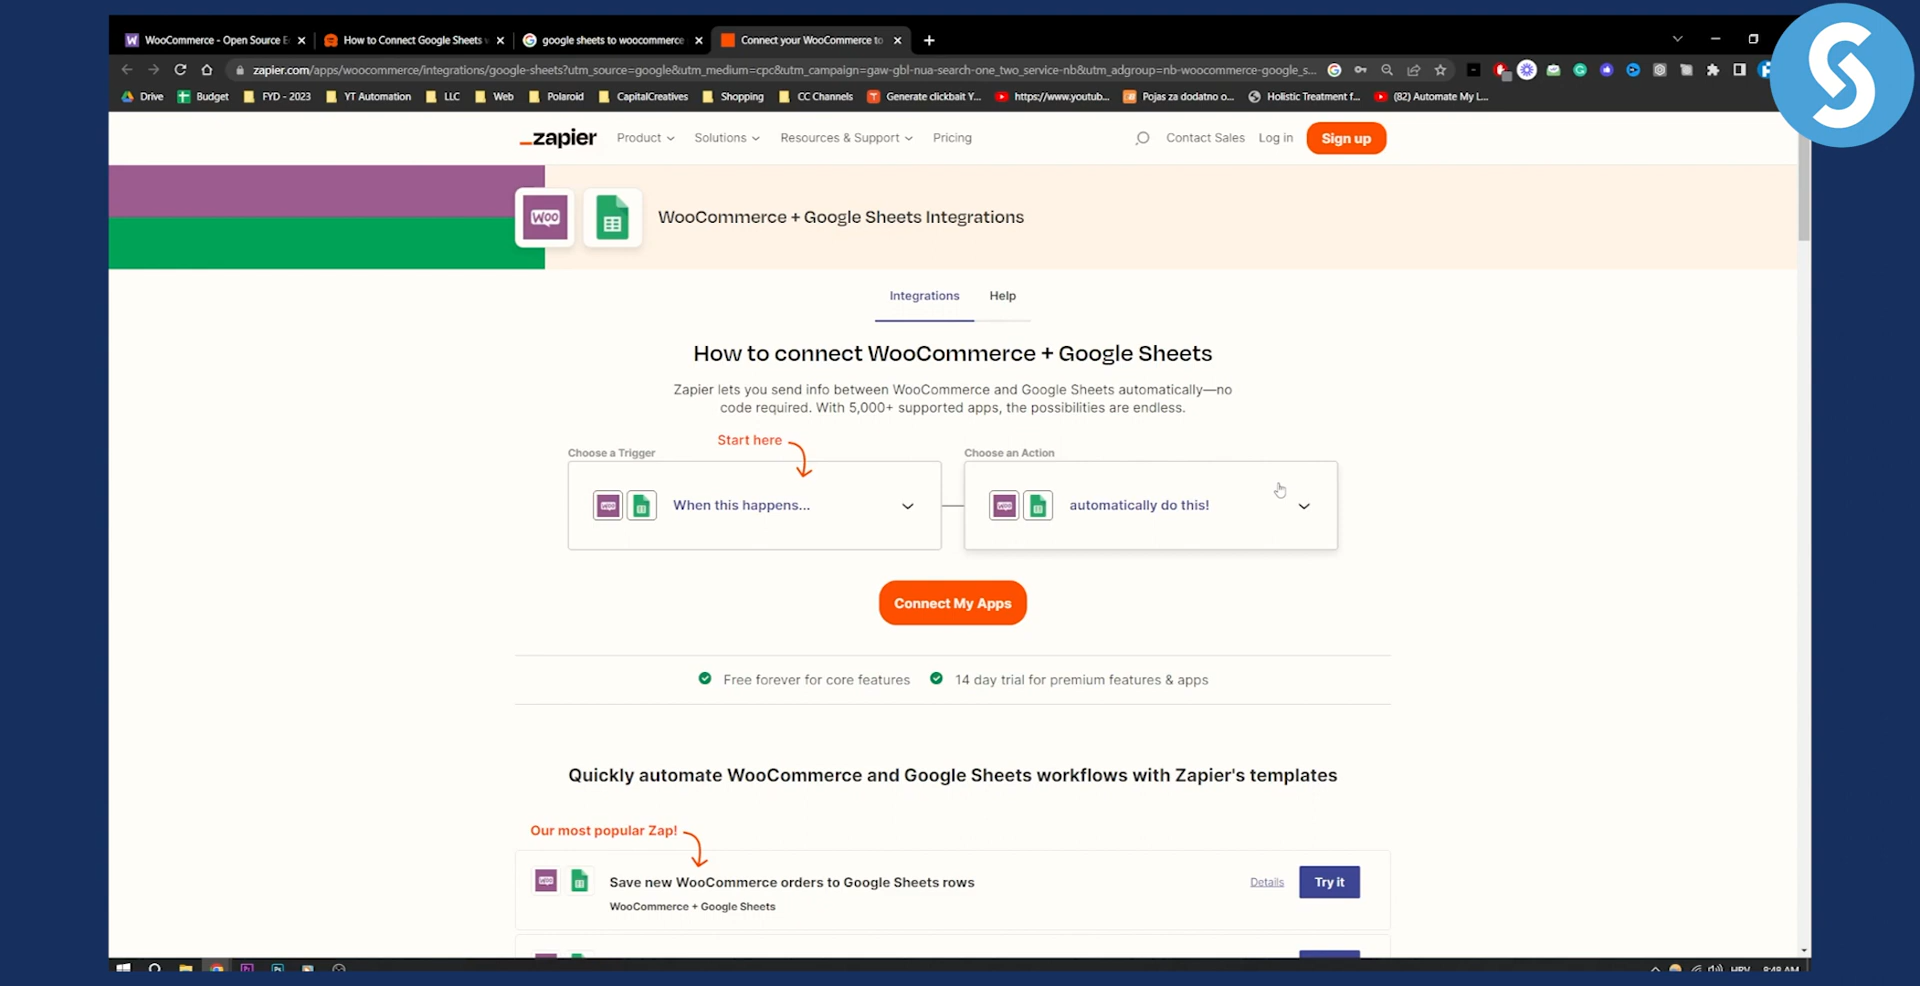 WooCommerce - Open Source E
How to Connect Google Sheets
google sheets to woocommerce
Connect your WooCommerce to
zapier.com/apps/woocommerce/integrations/google-sheets?utm_source=google&utm_medium=cpc&utm_campaign=gaw-gbl-nua-search-one_two_service-nb&utm_adgroup=nb-woocommerce-google_s...
Drive
Budget
FYD - 2023
YT Automation
LLC
Web
Polaroid
CapitalCreatives
Shopping
CC Channels
Generate clickbait Y...
https://www.youtub...
Pojas za dodatno o...
Holistic Treatment f...
(82) Automate My L...
zapier
Product
Solutions
Resources & Support
Pricing
Contact Sales
Log in
Sign up
WOO
WooCommerce + Google Sheets Integrations
Integrations
Help
How to connect WooCommerce + Google Sheets
Zapier lets you send info between WooCommerce and Google Sheets automatically—no
code required. With 5,000+ supported apps, the possibilities are endless.
Start here
Choose a Trigger
Choose an Action
When this happens...
automatically do this!
Connect My Apps
Free forever for core features
14 day trial for premium features & apps
Quickly automate WooCommerce and Google Sheets workflows with Zapier's templates
Our most popular Zap!
Save new WooCommerce orders to Google Sheets rows
WooCommerce + Google Sheets
Details
Try it
HRV
8:48 AM